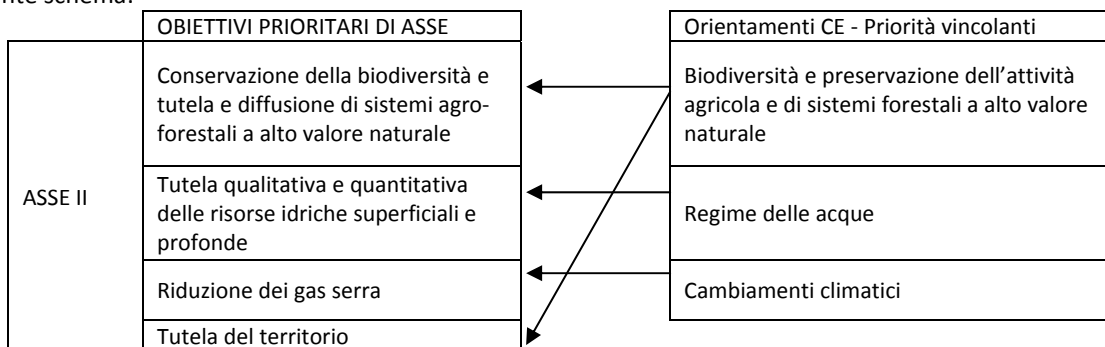 nte schema:
OBIETTIVI PRIORITARI DI ASSE
Orientamenti CE - Priorità vincolanti
ASSE II
Conservazione della biodiversità e
tutela e diffusione di sistemi agro-
forestali a alto valore naturale
Biodiversità e preservazione dell’attività
agricola e di sistemi forestali a alto valore
naturale
Tutela qualitativa e quantitativa
delle risorse idriche superficiali e
profonde
Regime delle acque
Riduzione dei gas serra
Cambiamenti climatici
Tutela del territorio